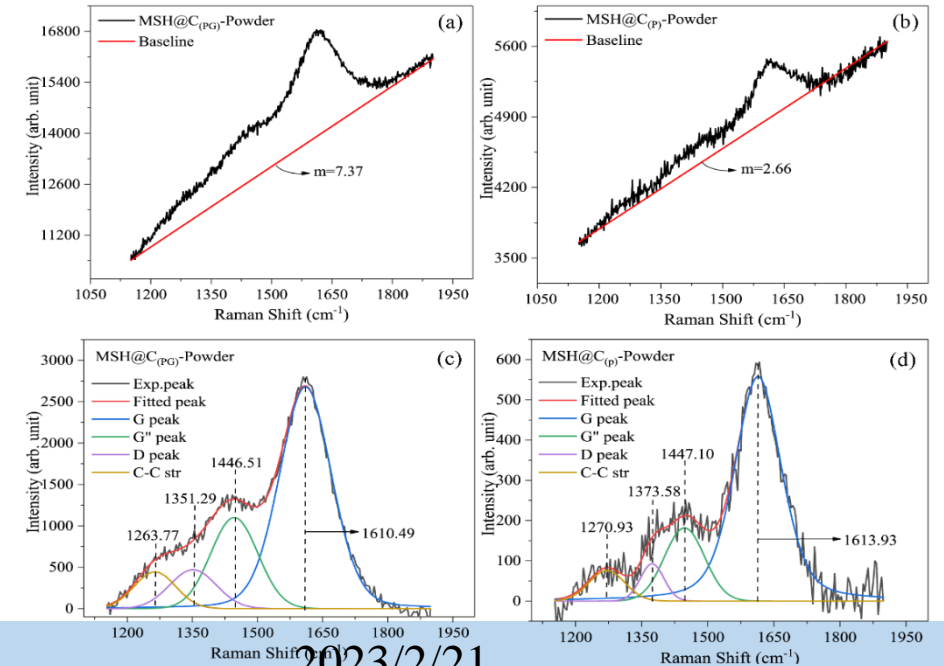 (a)
MSH@C(PG)-Powder
Baseline
16800
15400
14000
12600
11200
m=7.37
Intensity (arb. unit)
1050 1200 1350 1500 1650 1800 1950
Raman Shift (cm-1)
(b)
MSH@C(P)-Powder
Baseline
5600
4900
4200
3500
m=2.66
Intensity (arb. unit)
1050 1200 1350 1500 1650 1800 1950
Raman Shift (cm-1)
MSH@C(PG)-Powder (c)
Exp.peak
Fitted peak
G peak
G" peak
D peak
C-C str
3000
2500
2000
1500
1000
500
0
1446.51
1351.29
1263.77
1610.49
Intensity (arb. unit)
1200 1350 1500 1650 1800 1950
Raman Shift (cm-1)
MSH@C(p)-Powder (d)
Exp.peak
Fitted peak
G peak
G" peak
D peak
C-C str
600
500
400
300
200
100
0
1447.10
1373.58
1270.93
1613.93
Intensity (arb. unit)
1200 1350 1500 1650 1800 1950
Raman Shift (cm-1)
2023/2/21